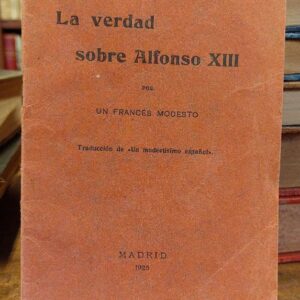 La verdad
sobre Alfonso XIII
POR
UN FRANCÉS MODESTO
Traducción de «Un modestísimo español».
MADRID
1925